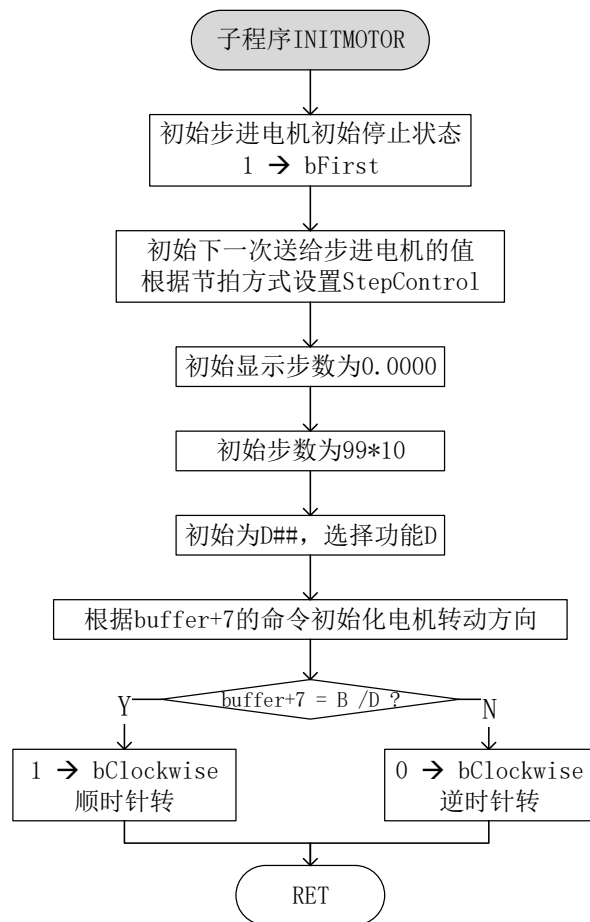 子程序INITMOTOR
初始步进电机初始停止状态
1 → bFirst
初始下一次送给步进电机的值
根据节拍方式设置StepControl
初始显示步数为0.0000
初始步数为99*10
初始为D##，选择功能D
根据buffer+7的命令初始化电机转动方向
buffer+7 = B /D ?
Y
N
1 → bClockwise
顺时针转
0 → bClockwise
逆时针转
RET